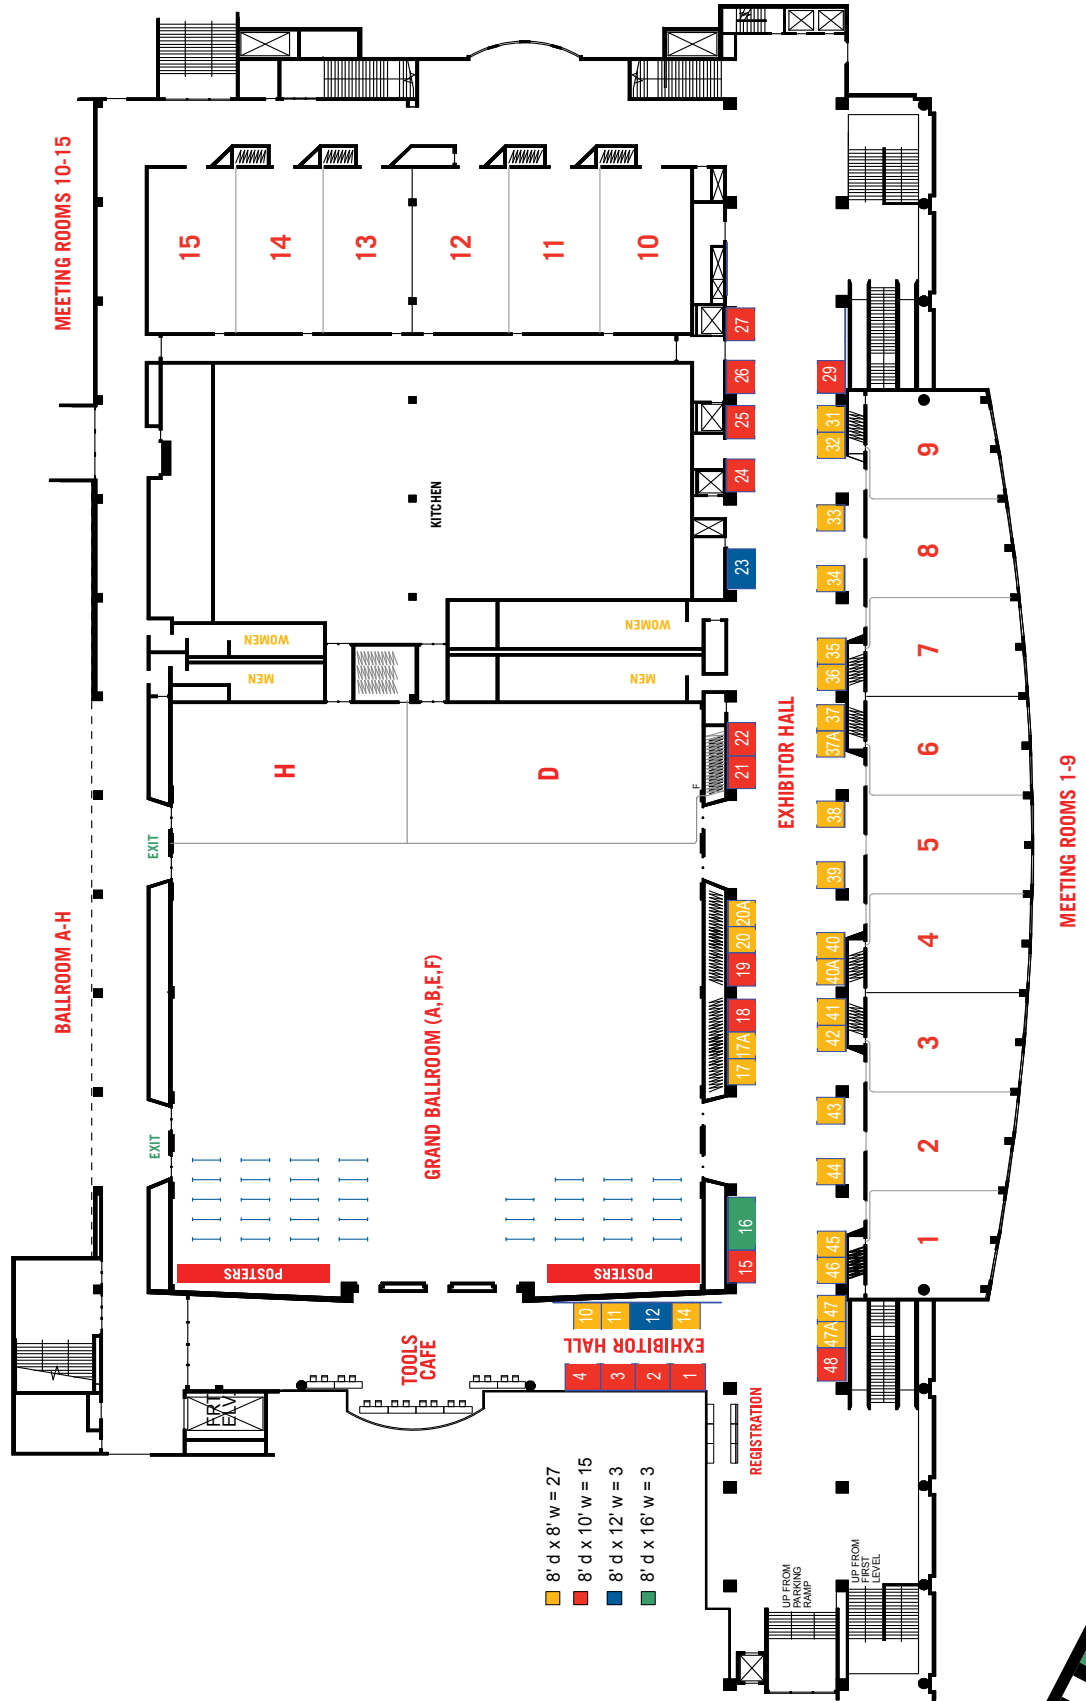 MEETING ROOMS 10-15
BALLROOM A-H
15
14
13
12
11
10
KITCHEN
WOMEN
MEN
WOMEN
MEN
H
D
F
EXIT
EXIT
GRAND BALLROOM (A,B,E,F)
POSTERS
POSTERS
TOOLS
CAFE
FRT
ELV.
EXHIBITOR HALL
10
11
12
14
4
3
2
1
REGISTRATION
EXHIBITOR HALL
27
26
25
24
23
22
21
20A
20
19
18
17A
17
16
15
29
31
32
33
34
35
36
37
37A
38
39
40
40A
41
42
43
44
45
46
47
47A
48
9
8
7
6
5
4
3
2
1
MEETING ROOMS 1-9
8' d x 8' w = 27
8' d x 10' w = 15
8' d x 12' w = 3
8' d x 16' w = 3
UP FROM
PARKING
RAMP
UP FROM
FIRST
LEVEL